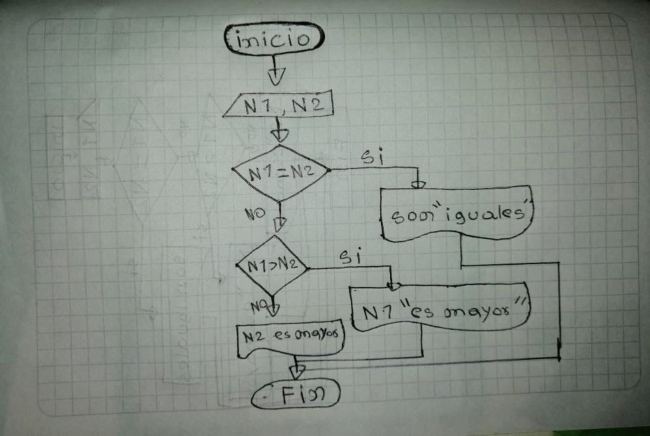 inicio
N1, N2
N1=N2
Si
son "iguales"
NO
N1>N2
Si
N1 "es mayor"
NO
N2 es mayor
Fin